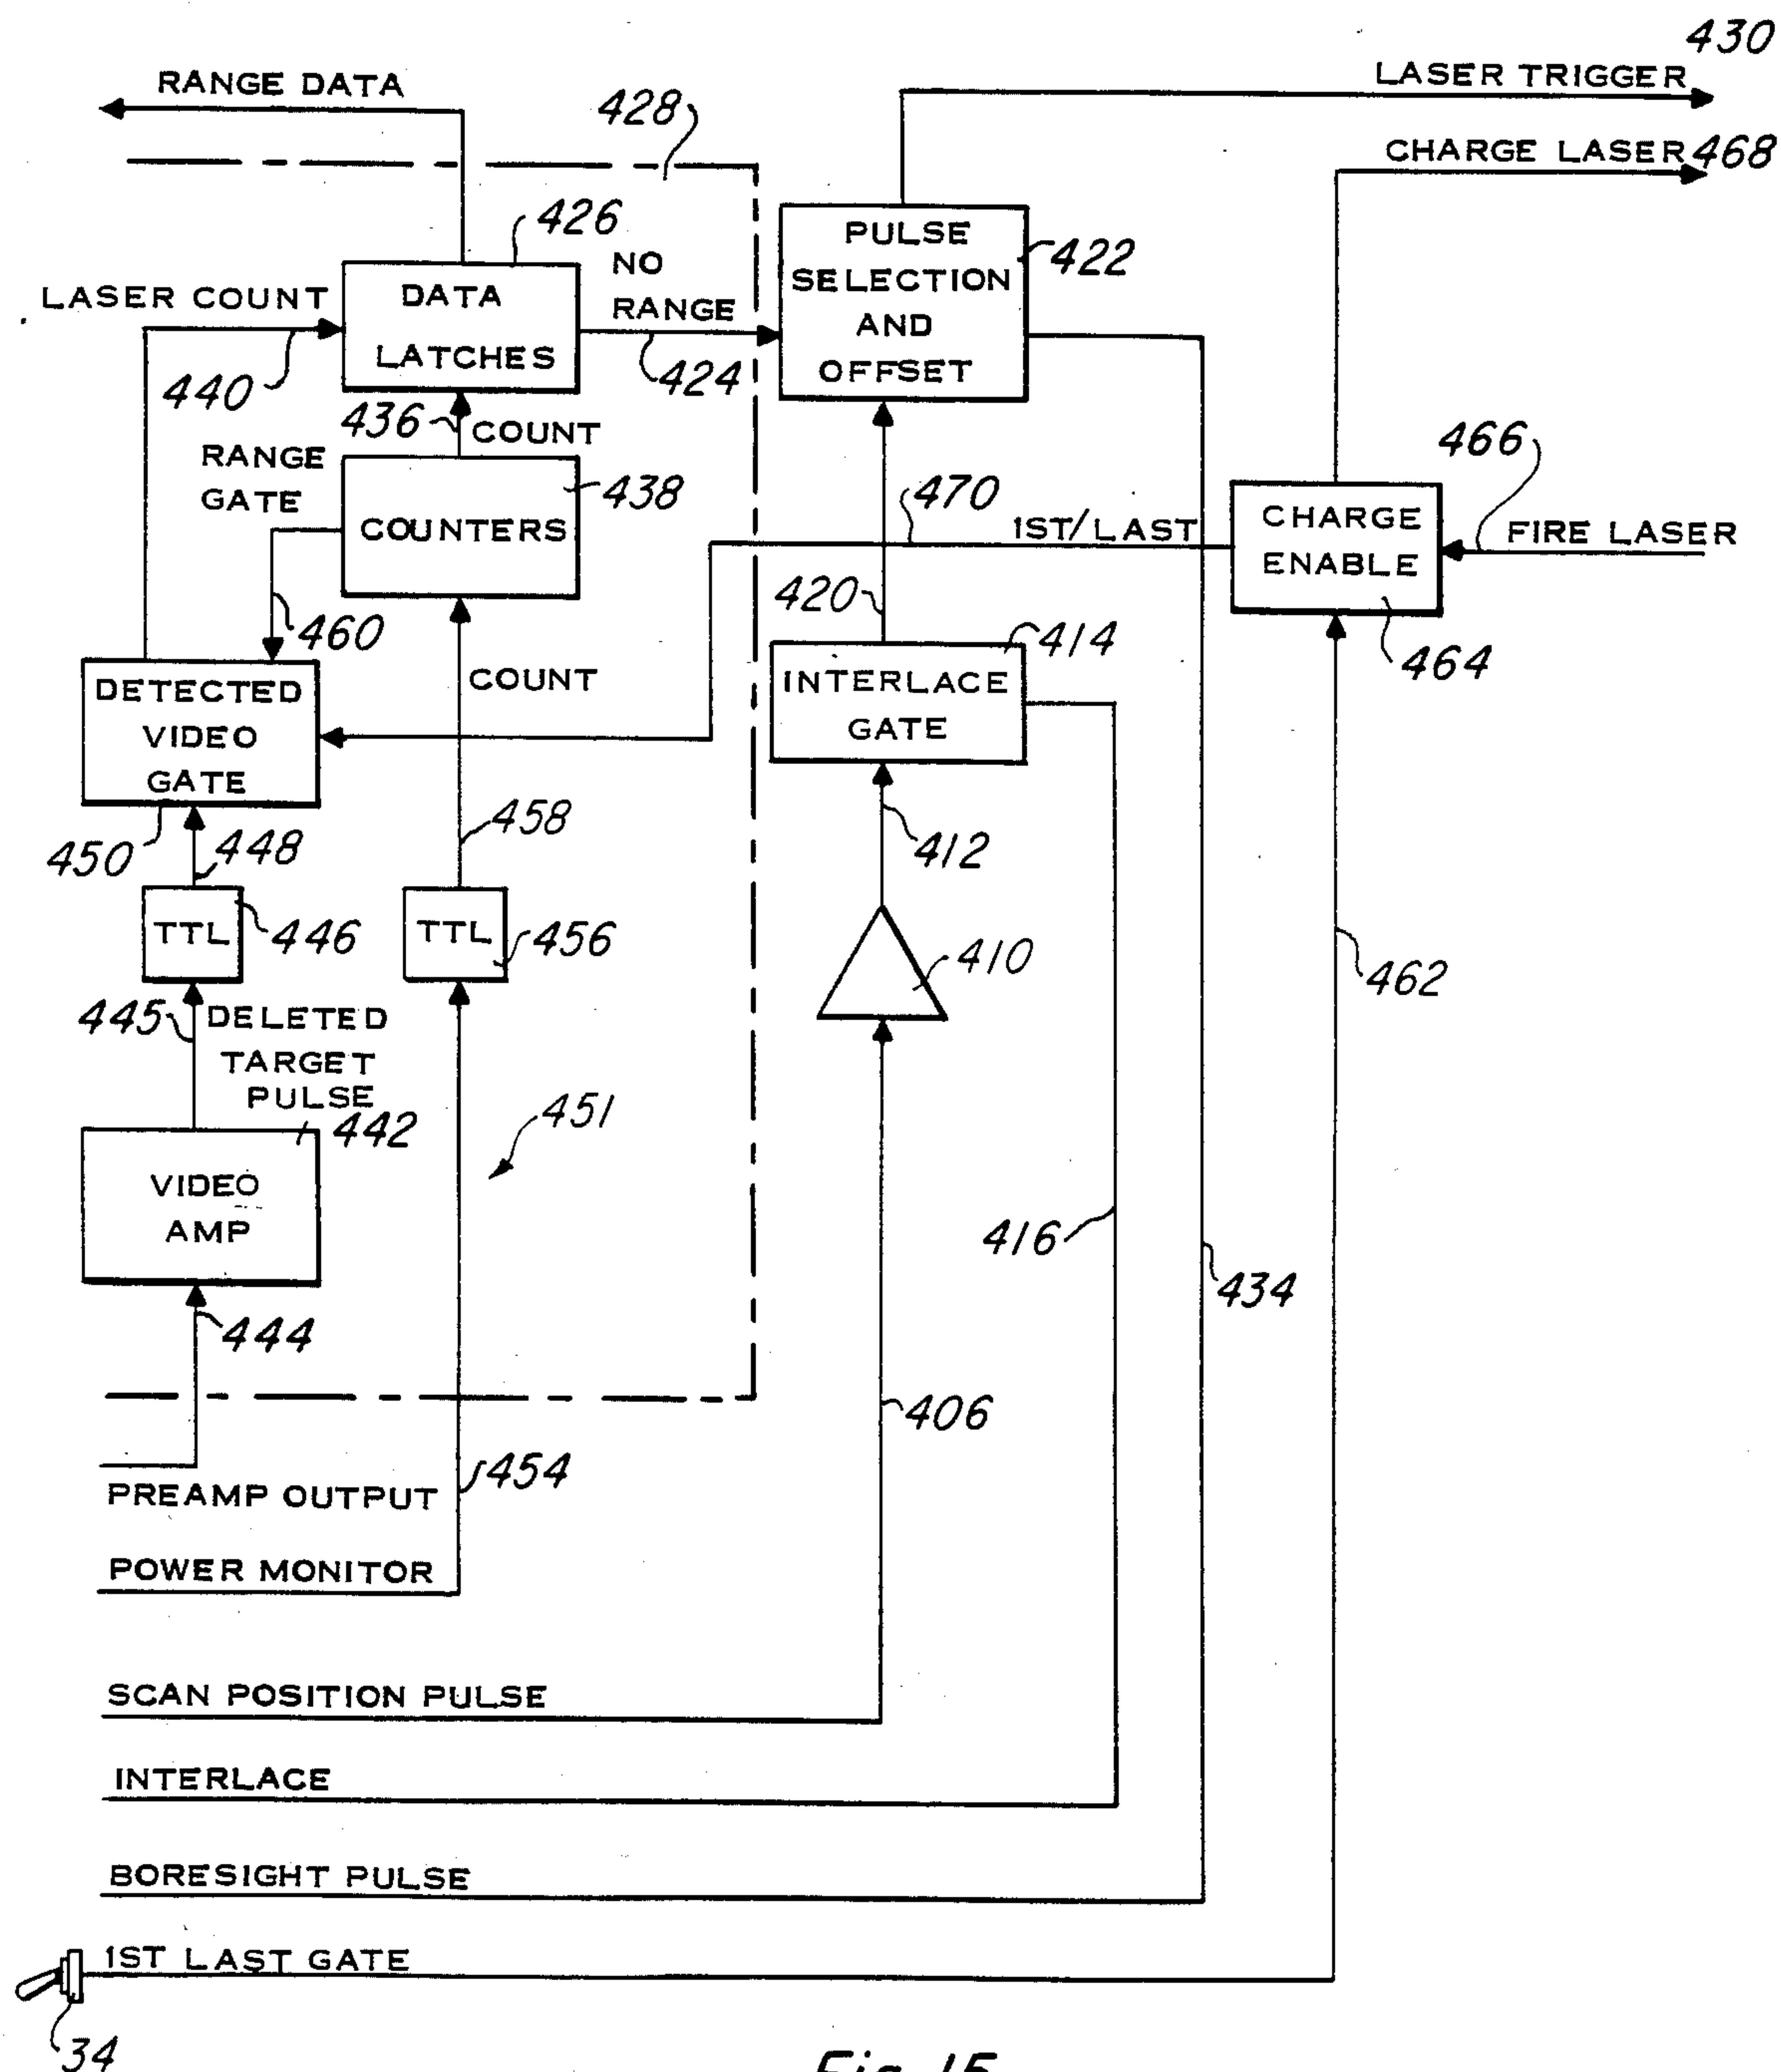 430
LASER TRIGGER
RANGE DATA
428
CHARGE LASER 468
426
PULSE
SELECTION
AND
OFFSET
422
NO
RANGE
LASER COUNT
DATA
LATCHES
440
424
436
COUNT
RANGE
GATE
438
COUNTERS
466
470
1ST/LAST
CHARGE
ENABLE
FIRE LASER
420
460
414
464
COUNT
INTERLACE
GATE
DETECTED
VIDEO
GATE
458
450
448
412
TTL
446
TTL
456
410
462
445
DELETED
TARGET
PULSE
442
451
VIDEO
AMP
416
434
444
406
454
PREAMP OUTPUT
POWER MONITOR
SCAN POSITION PULSE
INTERLACE
BORESIGHT PULSE
1ST LAST GATE
34
Fig. 15